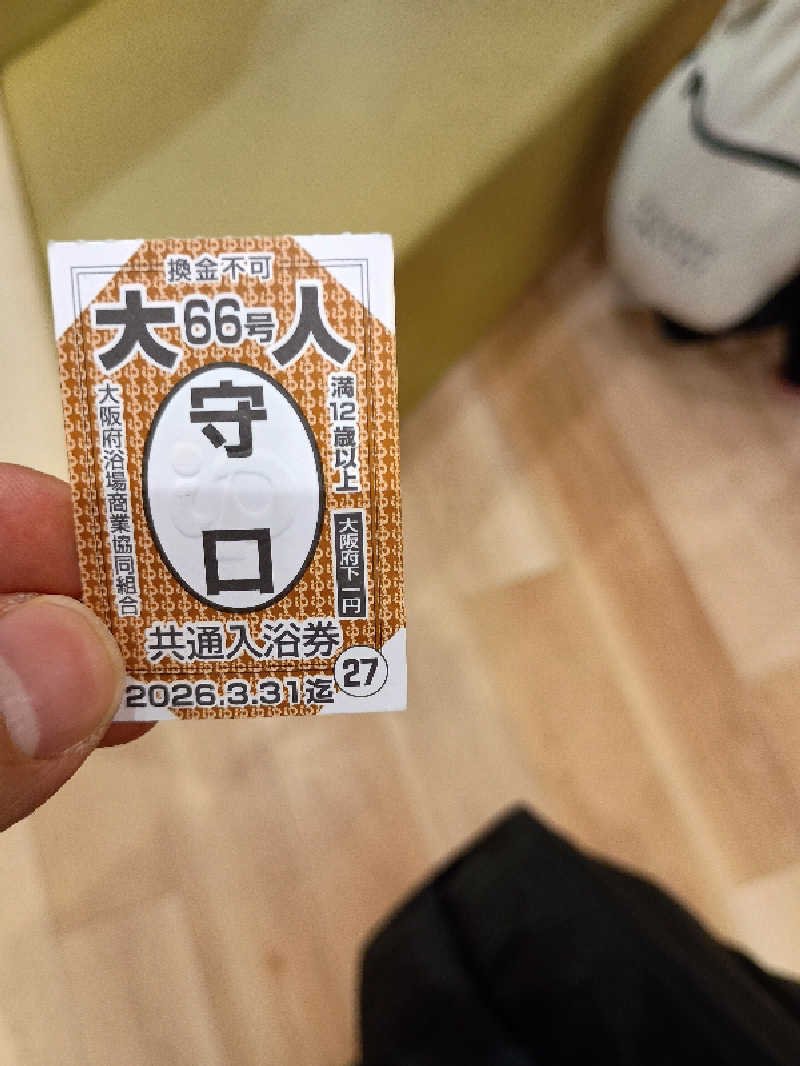 換金不可
大66号人
大阪府浴場商業協同組合
守口
満12歳以上
大阪府下一円
共通入浴券
27
2026.3.31迄